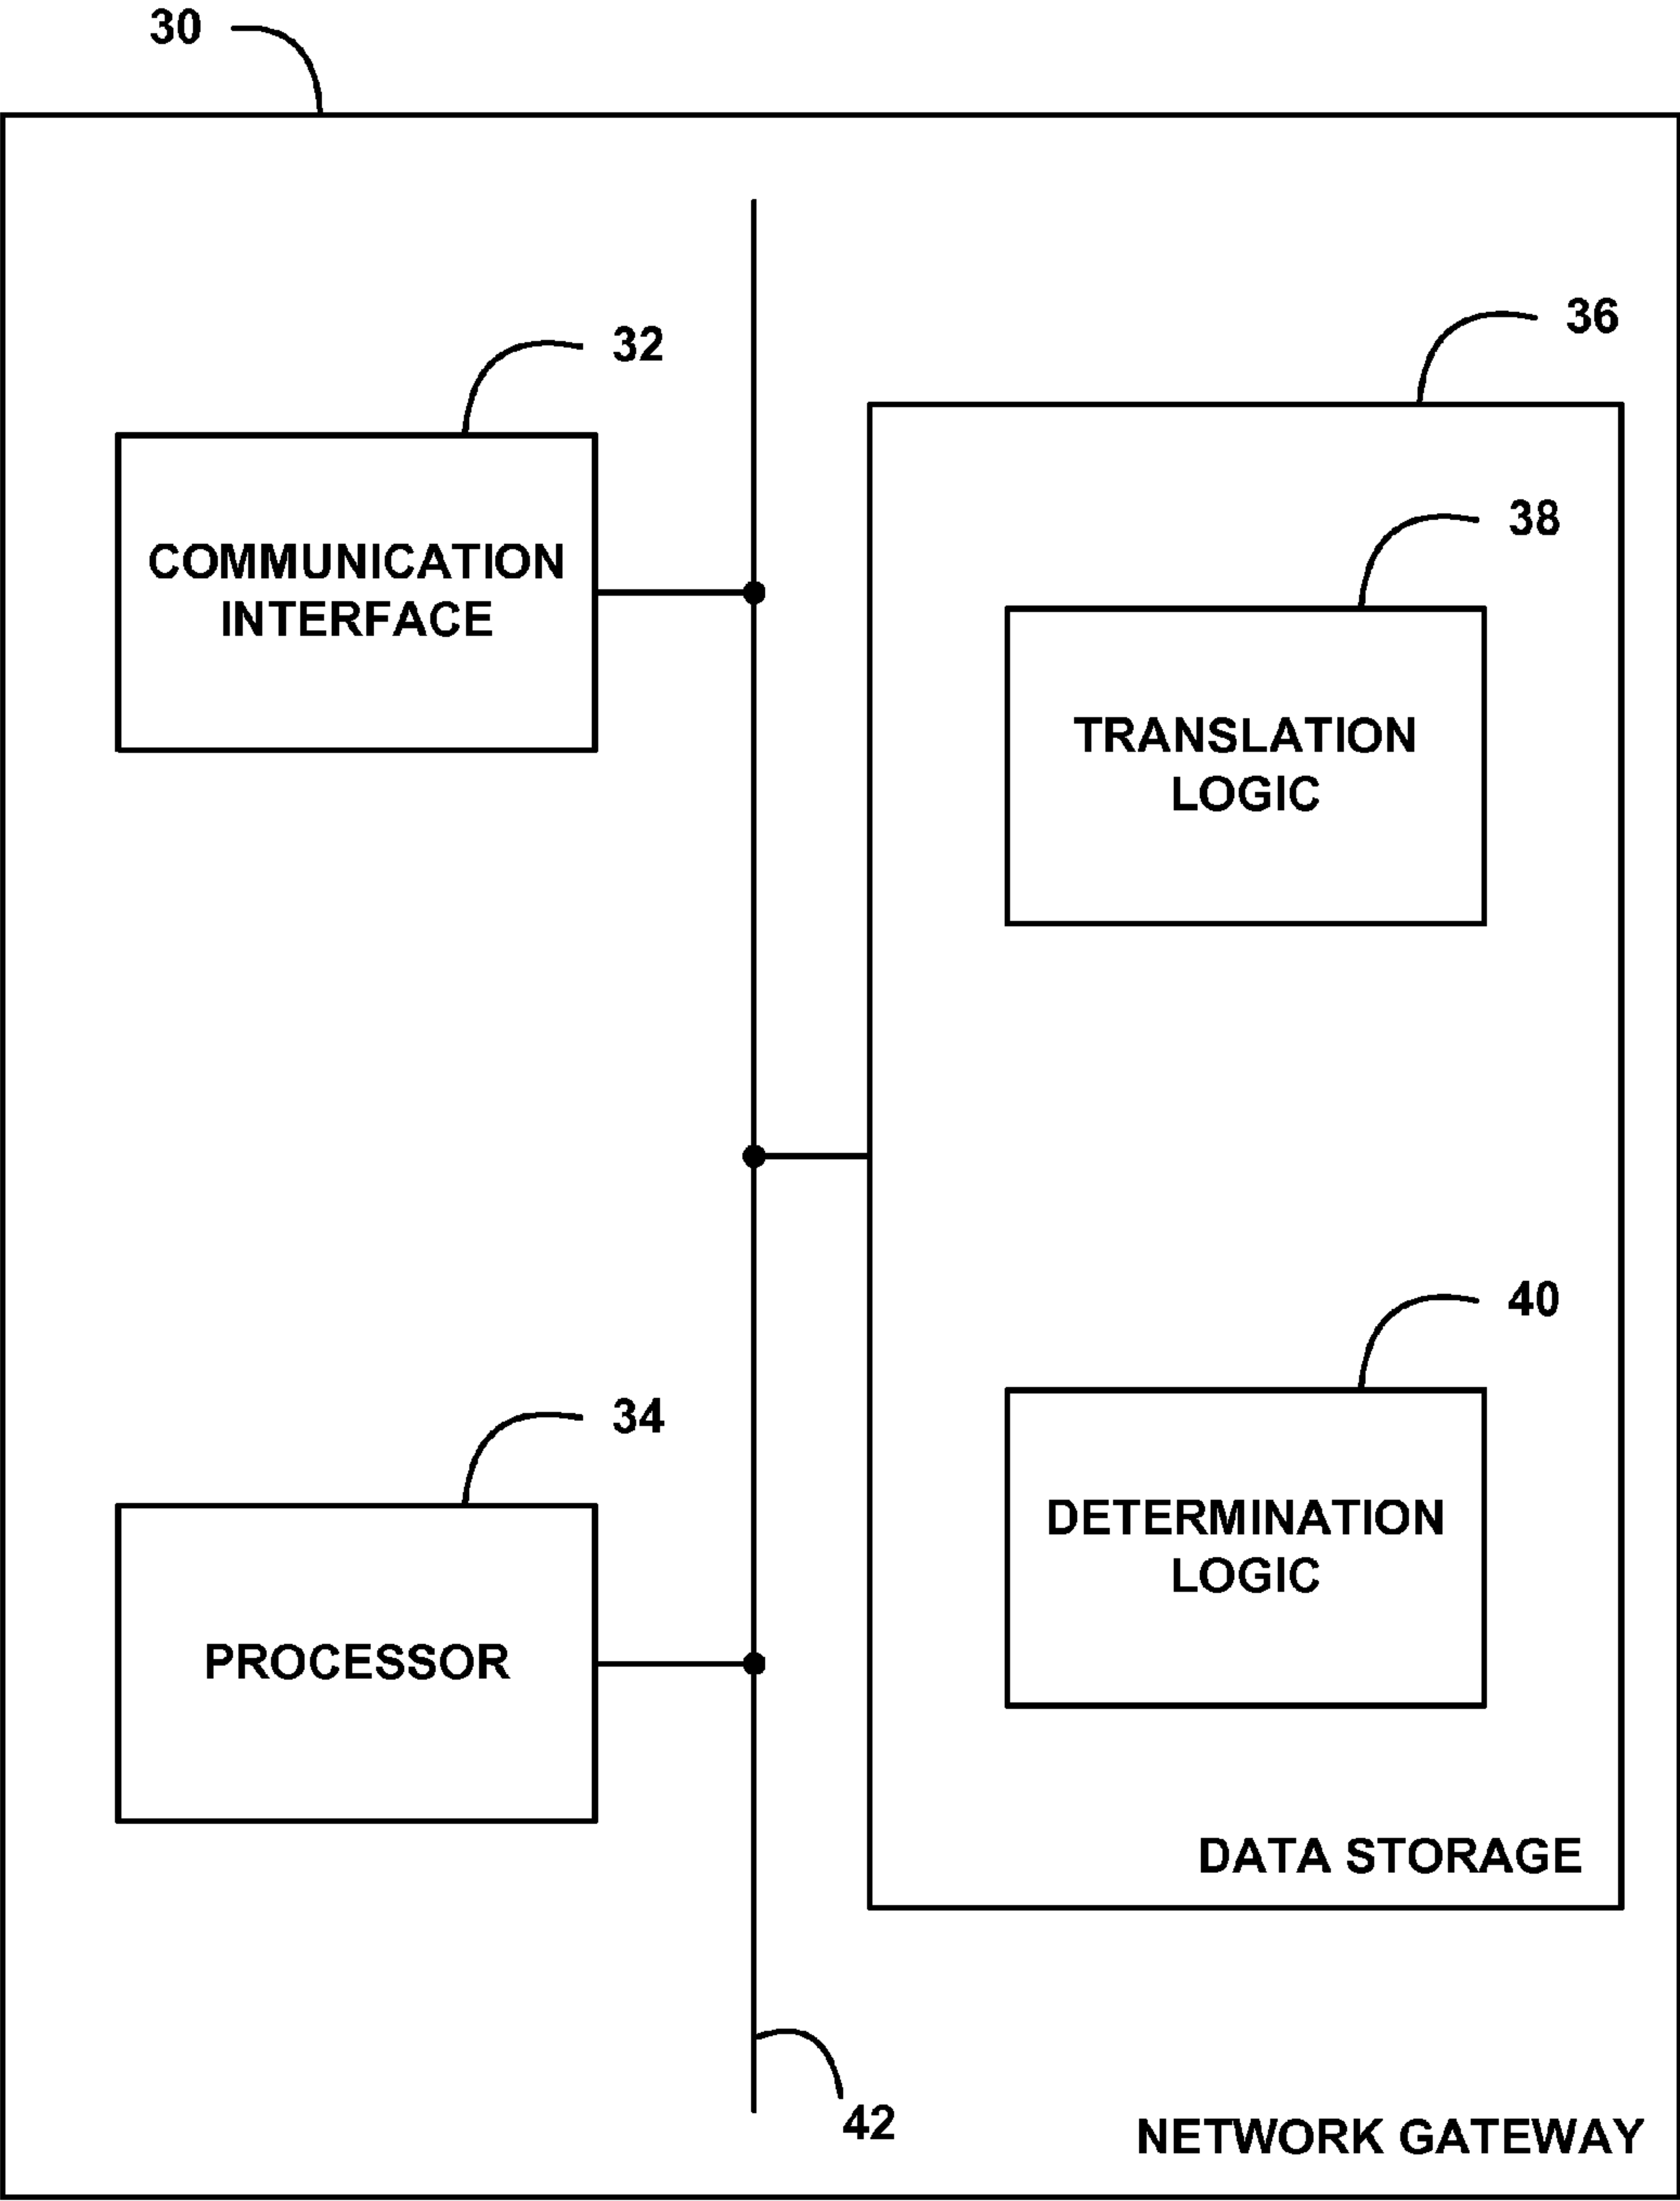 30
32
36
COMMUNICATION
INTERFACE
38
TRANSLATION
LOGIC
40
34
DETERMINATION
LOGIC
PROCESSOR
DATA STORAGE
42
NETWORK GATEWAY